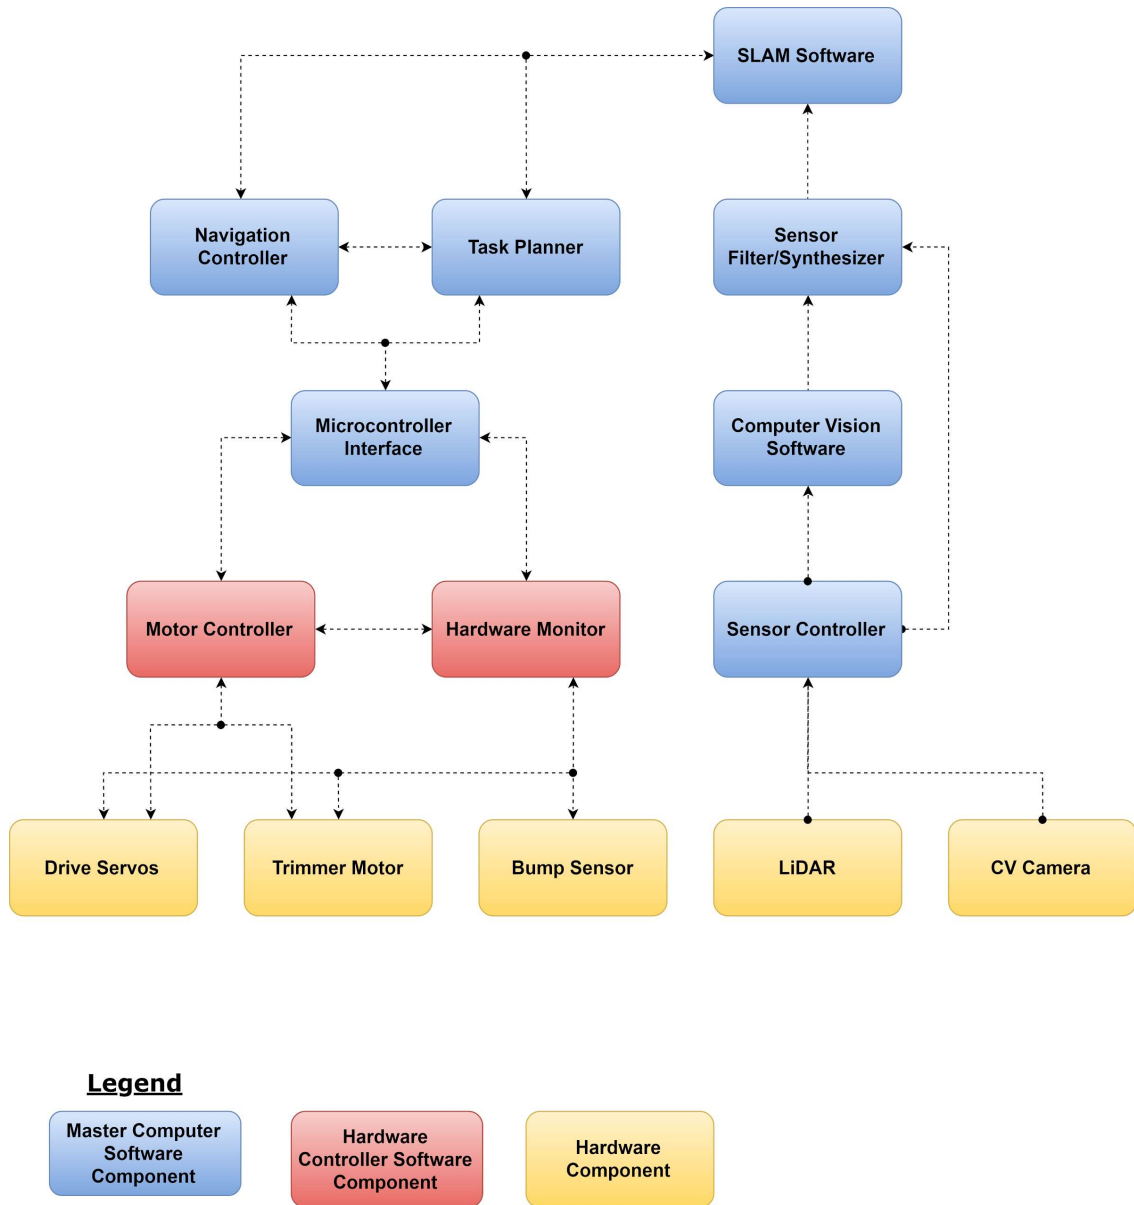 SLAM Software
Navigation
Controller
Task Planner
Sensor
Filter/Synthesizer
Microcontroller
Interface
Computer Vision
Software
Motor Controller
Hardware Monitor
Sensor Controller
Drive Servos
Trimmer Motor
Bump Sensor
LiDAR
CV Camera
Legend
Master Computer
Software
Component
Hardware
Controller Software
Component
Hardware
Component